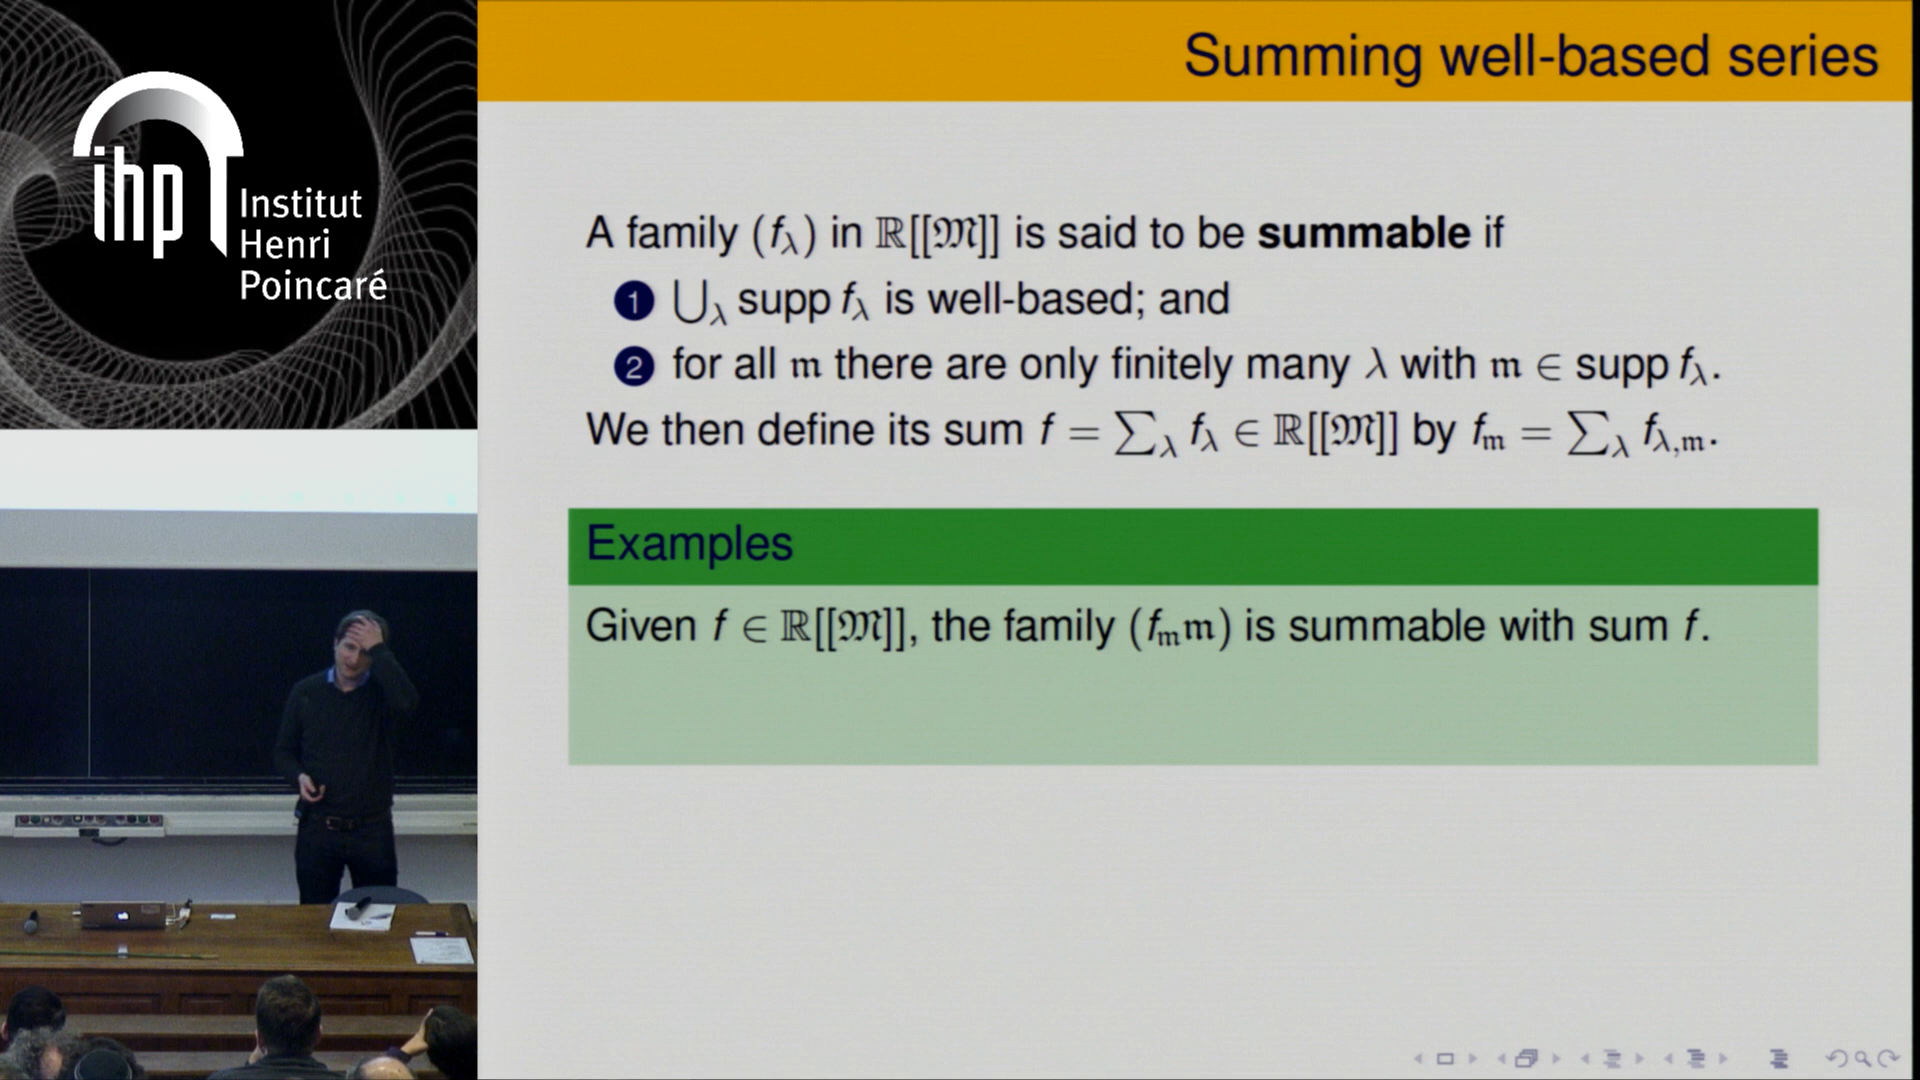 ihp
Institut
Henri
Poincaré
Summing well-based series
A family (f_λ) in ℝ[[𝔐]] is said to be summable if
1 ⋃_λ supp f_λ is well-based; and
2 for all 𝔪 there are only finitely many λ with 𝔪 ∈ supp f_λ.
We then define its sum f = ∑_λ f_λ ∈ ℝ[[𝔐]] by f_𝔪 = ∑_λ f_{λ,𝔪}.
Examples
Given f ∈ ℝ[[𝔐]], the family (f_𝔪𝔪) is summable with sum f.